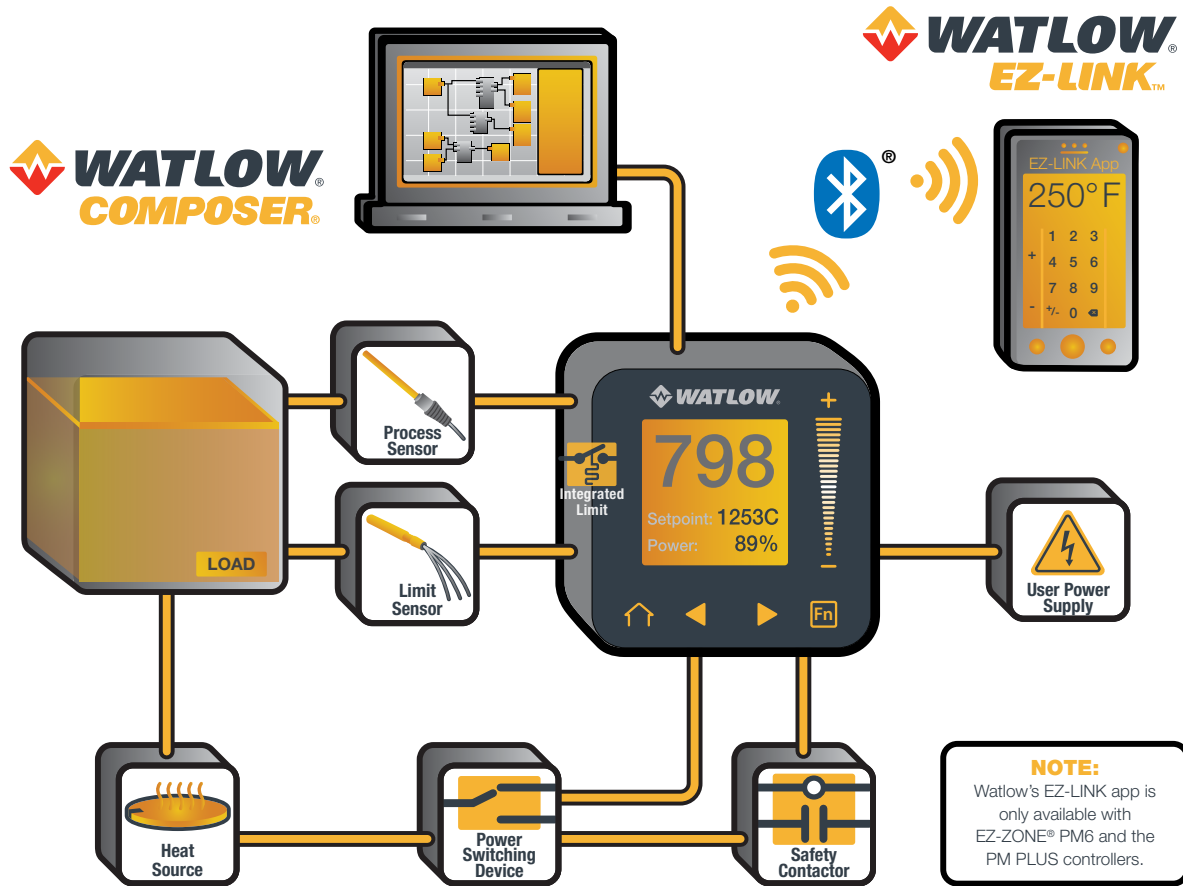 WATLOW®
EZ-LINK™
WATLOW®
COMPOSER®
®
EZ-LINK App
250°F
1 2 3
+ 4 5 6
7 8 9
- +/- 0
Process
Sensor
Limit
Sensor
LOAD
Integrated
Limit
WATLOW®
+
798
Setpoint: 1253C
Power: 89%
–
Fn
User Power
Supply
Heat
Source
Power
Switching
Device
Safety
Contactor
NOTE:
Watlow's EZ-LINK app is
only available with
EZ-ZONE® PM6 and the
PM PLUS controllers.